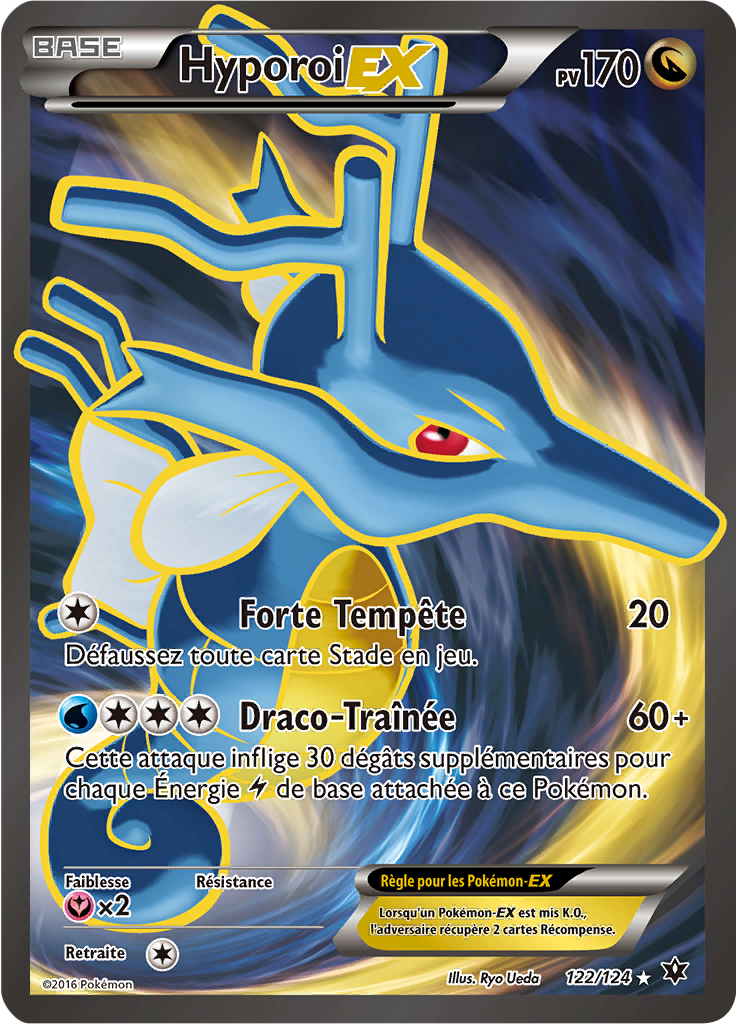 BASE
HyporoiEX
PV170
Forte Tempête 20
Défaussez toute carte Stade en jeu.
Draco-Traînée 60+
Cette attaque inflige 30 dégâts supplémentaires pour
chaque Énergie de base attachée à ce Pokémon.
Faiblesse Résistance
×2
Règle pour les Pokémon-EX
Lorsqu'un Pokémon-EX est mis K.O.,
l'adversaire récupère 2 cartes Récompense.
Retraite
©2016 Pokémon
Illus. Ryo Ueda
122/124